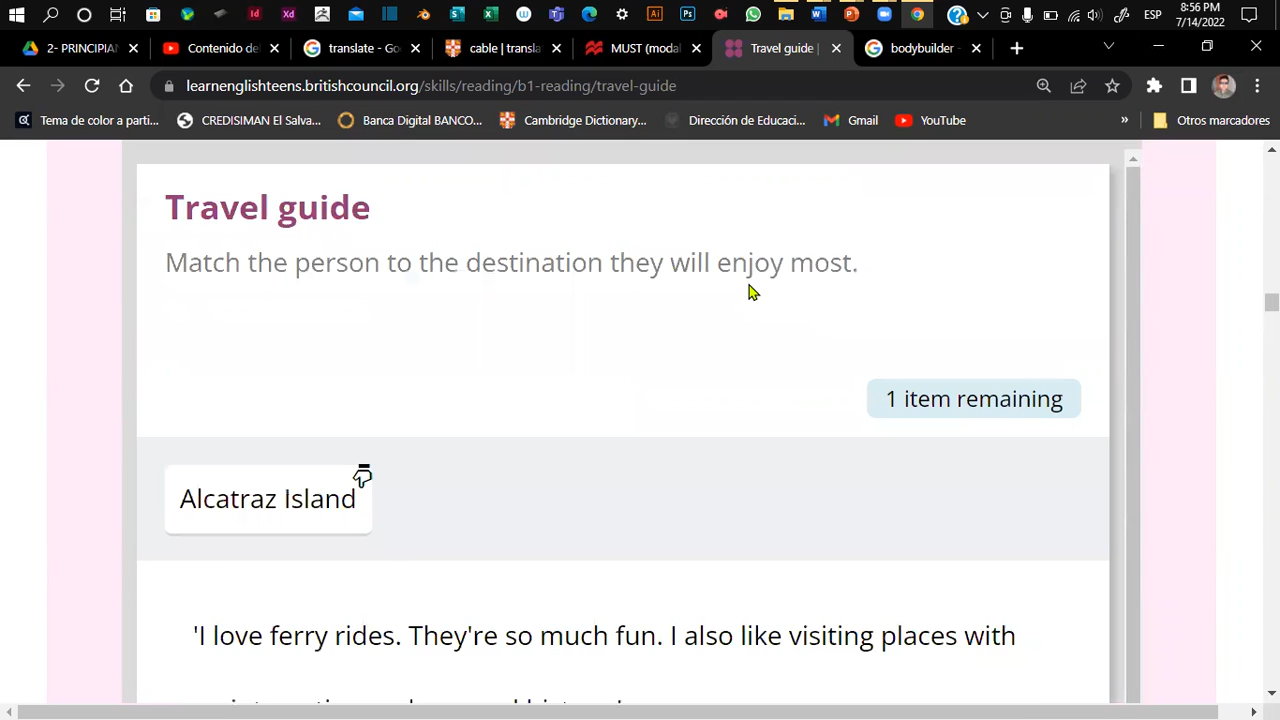 ESP
8:56 PM
7/14/2022
2- PRINCIPIAN
Contenido de
translate - Go
cable | transla
MUST (moda
Travel guide |
bodybuilder -
learnenglishteens.britishcouncil.org/skills/reading/b1-reading/travel-guide
Tema de color a parti...
CREDISIMAN El Salva...
Banca Digital BANCO...
Cambridge Dictionary...
Dirección de Educaci...
Gmail
YouTube
»
Otros marcadores
Travel guide
Match the person to the destination they will enjoy most.
1 item remaining
Alcatraz Island
'I love ferry rides. They're so much fun. I also like visiting places with